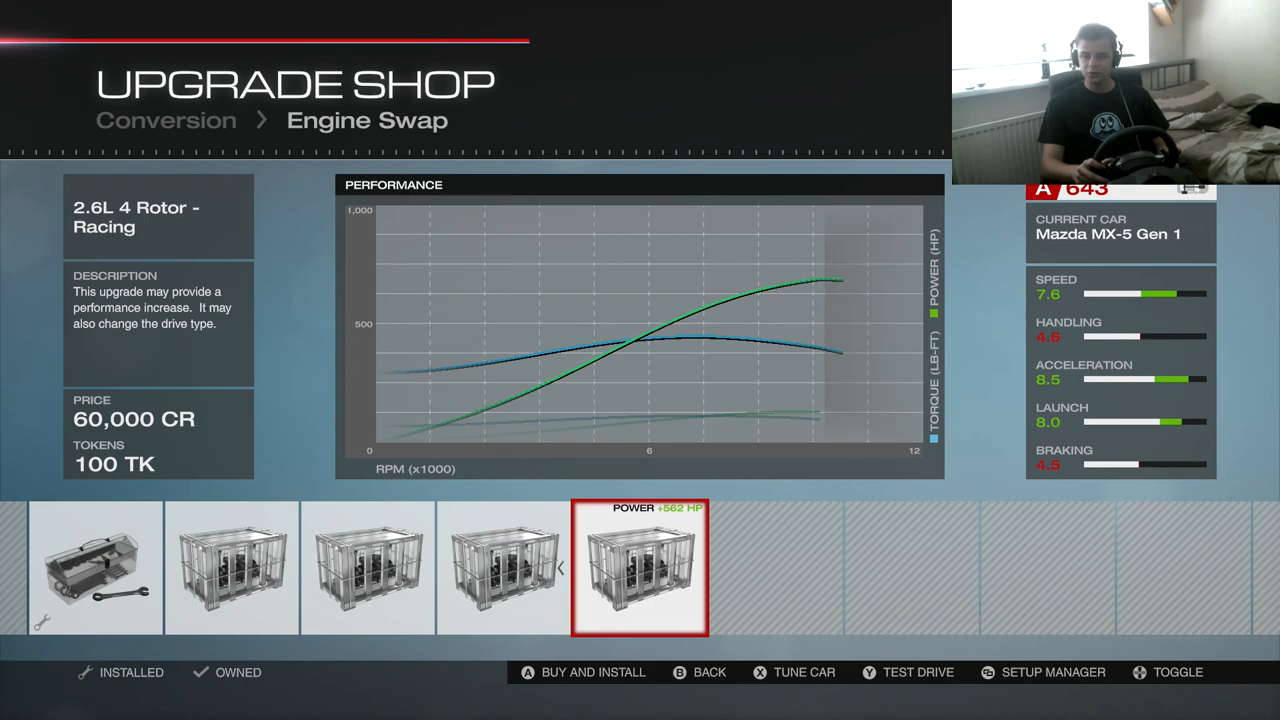 UPGRADE SHOP
Conversion > Engine Swap
2.6L 4 Rotor -
Racing
DESCRIPTION
This upgrade may provide a
performance increase. It may
also change the drive type.
PRICE
60,000 CR
TOKENS
100 TK
PERFORMANCE
1,000
500
0
6
12
RPM (x1000)
POWER (HP)
TORQUE (LB-FT)
A 643
CURRENT CAR
Mazda MX-5 Gen 1
SPEED
7.6
HANDLING
4.6
ACCELERATION
8.5
LAUNCH
8.0
BRAKING
4.5
POWER +562 HP
INSTALLED
OWNED
A BUY AND INSTALL
B BACK
X TUNE CAR
Y TEST DRIVE
SETUP MANAGER
TOGGLE